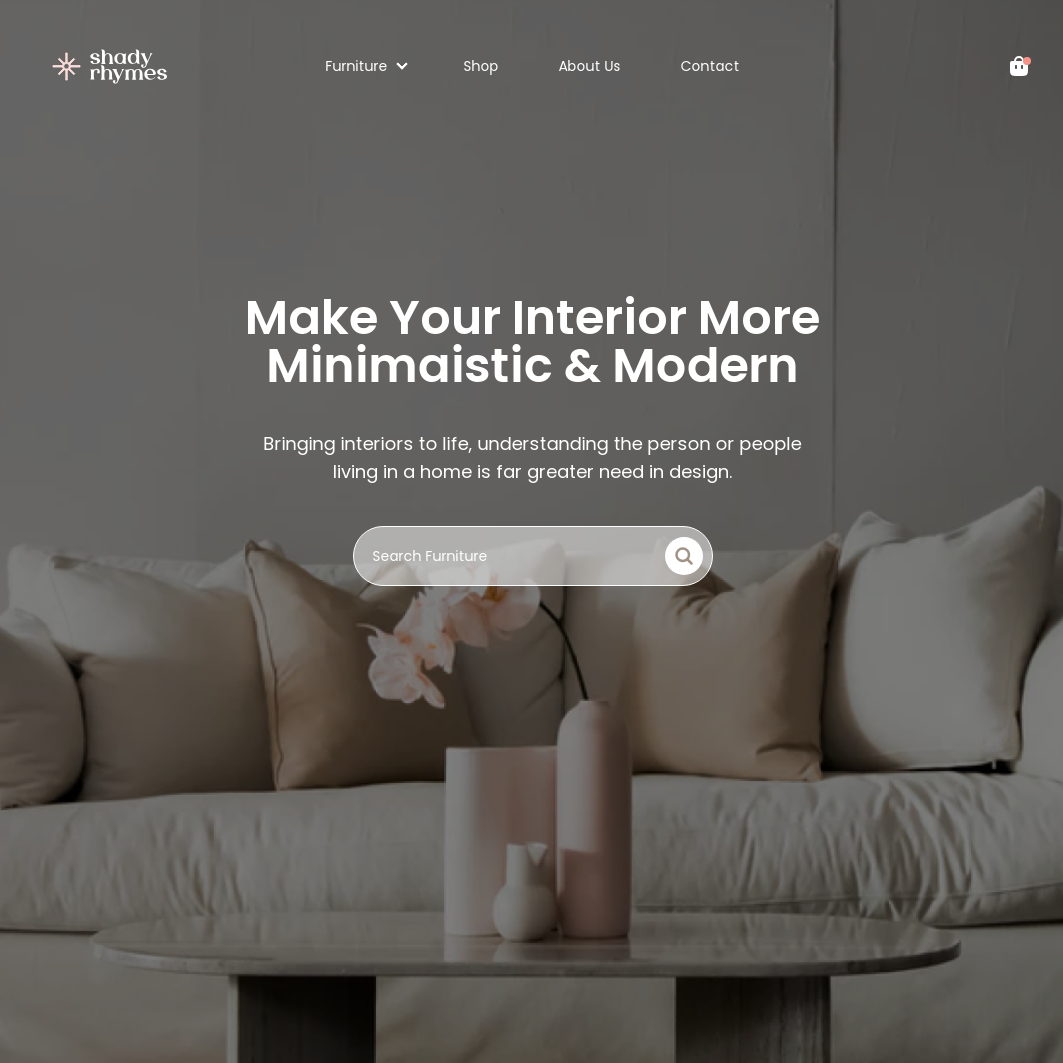 shady
rhymes
Furniture
Shop
About Us
Contact
Make Your Interior More
Minimaistic & Modern
Bringing interiors to life, understanding the person or people
living in a home is far greater need in design.
Search Furniture